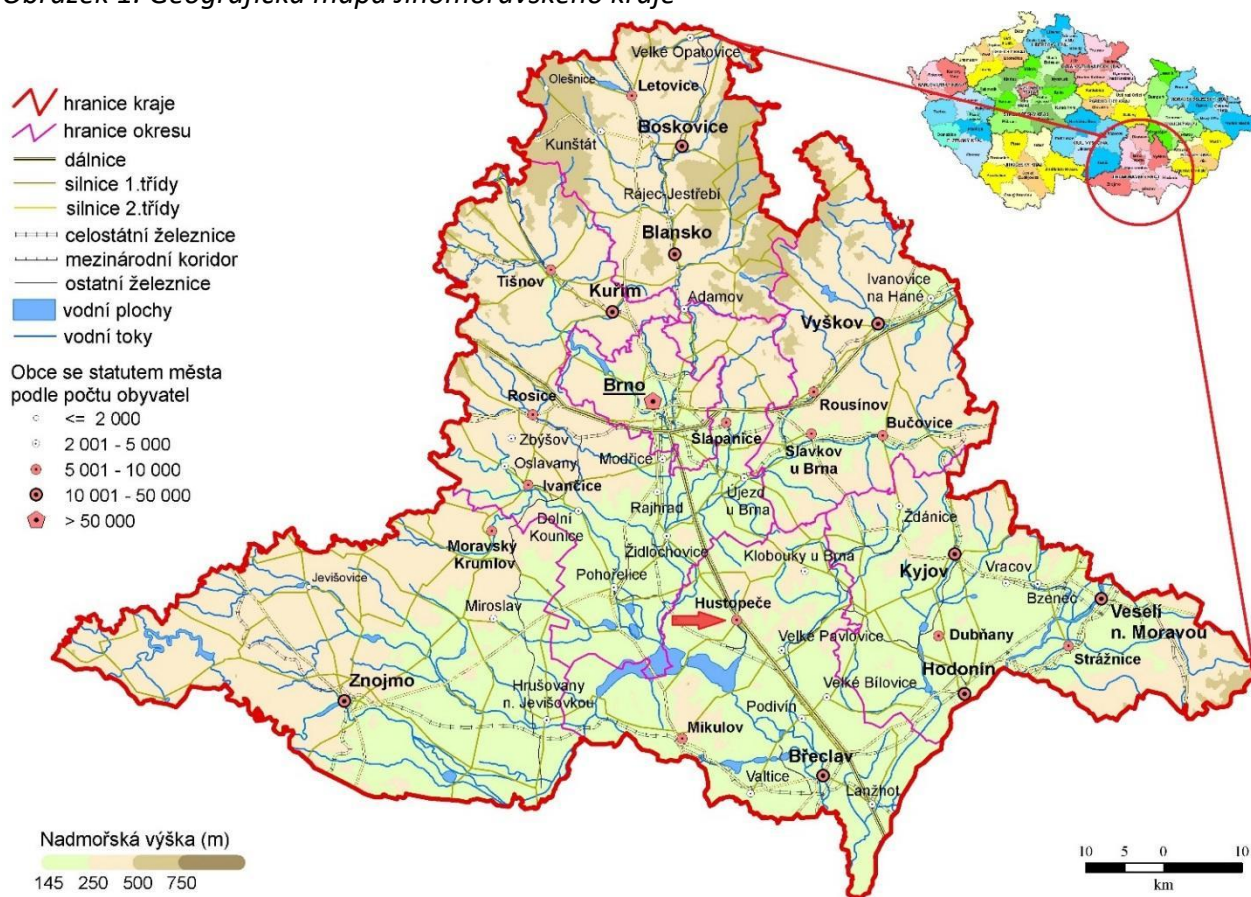 Obrázek 1: Geografická mapa Jihomoravského kraje
hranice kraje
hranice okresu
dálnice
silnice 1.třídy
silnice 2.třídy
celostátní železnice
mezinárodní koridor
ostatní železnice
vodní plochy
vodní toky
Obce se statutem města
podle počtu obyvatel
<= 2 000
2 001 - 5 000
5 001 - 10 000
10 001 - 50 000
> 50 000
Velké Opatovice
Olešnice
Letovice
Boskovice
Kunštát
Rájec-Jestřebí
Blansko
Tišnov
Kuřim
Adamov
Ivanovice
na Hané
Vyškov
Brno
Rosice
Rousínov
Zbýšov
Šlapanice
Bučovice
Slavkov
u Brna
Oslavany
Modřice
Ivančice
Újezd
u Brna
Rajhrad
Ždánice
Dolní
Kounice
Moravský
Krumlov
Židlochovice
Klobouky u Brna
Kyjov
Vracov
Bzenec
Jevišovice
Pohořelice
Miroslav
Hustopeče
Veselí
n. Moravou
Velké Pavlovice
Dubňany
Strážnice
Znojmo
Hrušovany
n. Jevišovkou
Velké Bílovice
Hodonín
Podivín
Mikulov
Břeclav
Valtice
Lanžhot
Nadmořská výška (m)
145 250 500 750
10 5 0 10
km